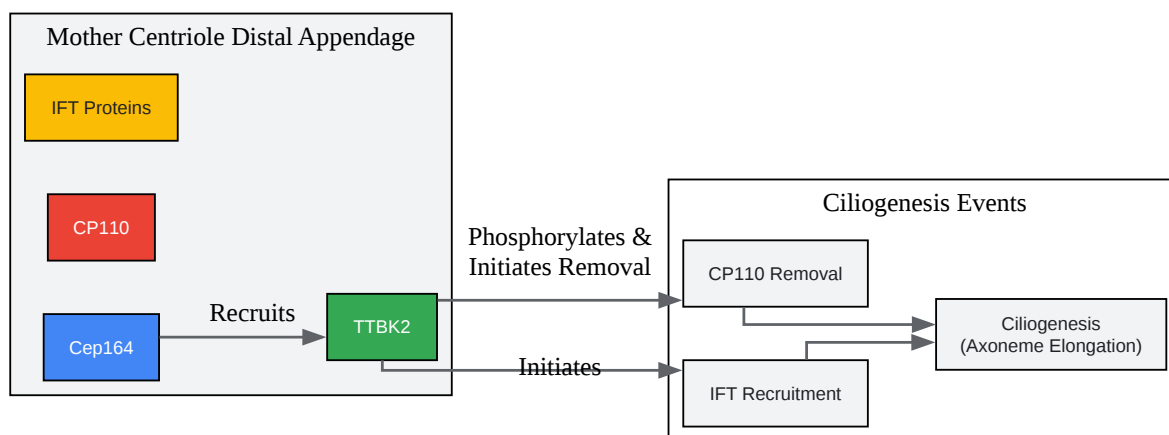 Mother Centriole Distal Appendage
IFT Proteins
CP110
Cep164
Recruits
TTBK2
Phosphorylates &
Initiates Removal
Initiates
Ciliogenesis Events
CP110 Removal
IFT Recruitment
Ciliogenesis
(Axoneme Elongation)